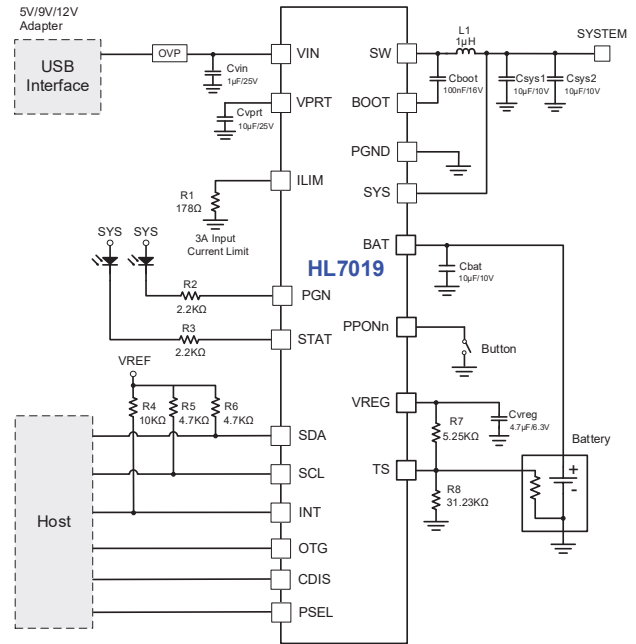 5V/9V/12V
Adapter
USB
Interface
OVP
Cvin
1μF/25V
Cvprt
10μF/25V
R1
178Ω
3A Input
Current Limit
SYS
SYS
R2
2.2KΩ
R3
2.2KΩ
VREF
R4
10KΩ
R5
4.7KΩ
R6
4.7KΩ
Host
VIN
VPRT
ILIM
PGN
STAT
SDA
SCL
INT
OTG
CDIS
PSEL
HL7019
SW
BOOT
PGND
SYS
BAT
PPONn
VREG
TS
L1
1μH
SYSTEM
Cboot
100nF/16V
Csys1
10μF/10V
Csys2
10μF/10V
Cbat
10μF/10V
Button
R7
5.25KΩ
Cvreg
4.7μF/6.3V
R8
31.23KΩ
Battery
+
-